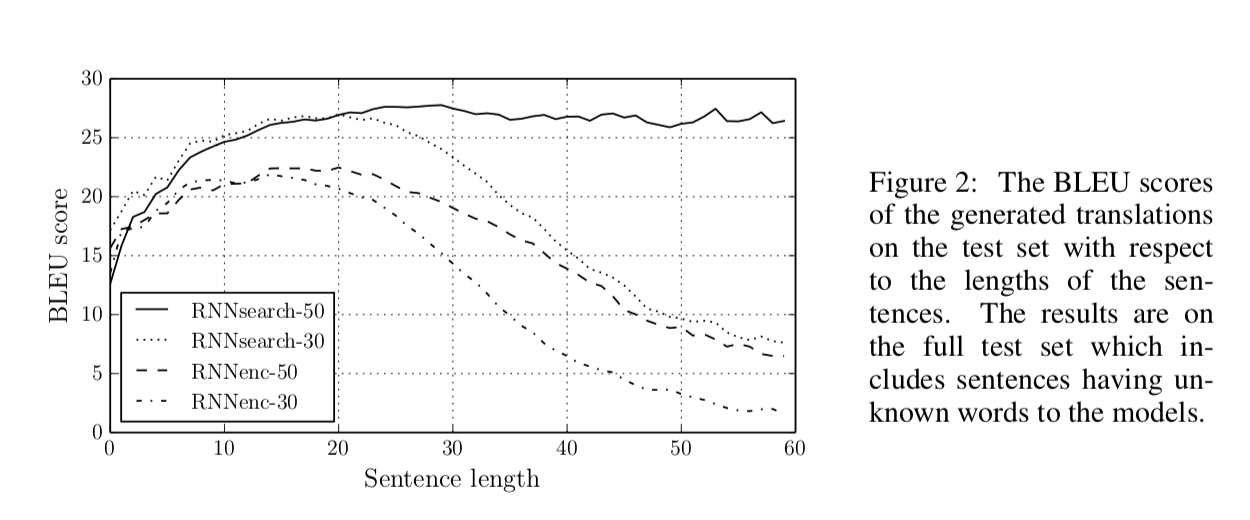 30
25
20
15
10
5
0
BLEU score
RNNsearch-50
RNNsearch-30
RNNenc-50
RNNenc-30
0 10 20 30 40 50 60
Sentence length
Figure 2: The BLEU scores
of the generated translations
on the test set with respect
to the lengths of the sen-
tences. The results are on
the full test set which in-
cludes sentences having un-
known words to the models.